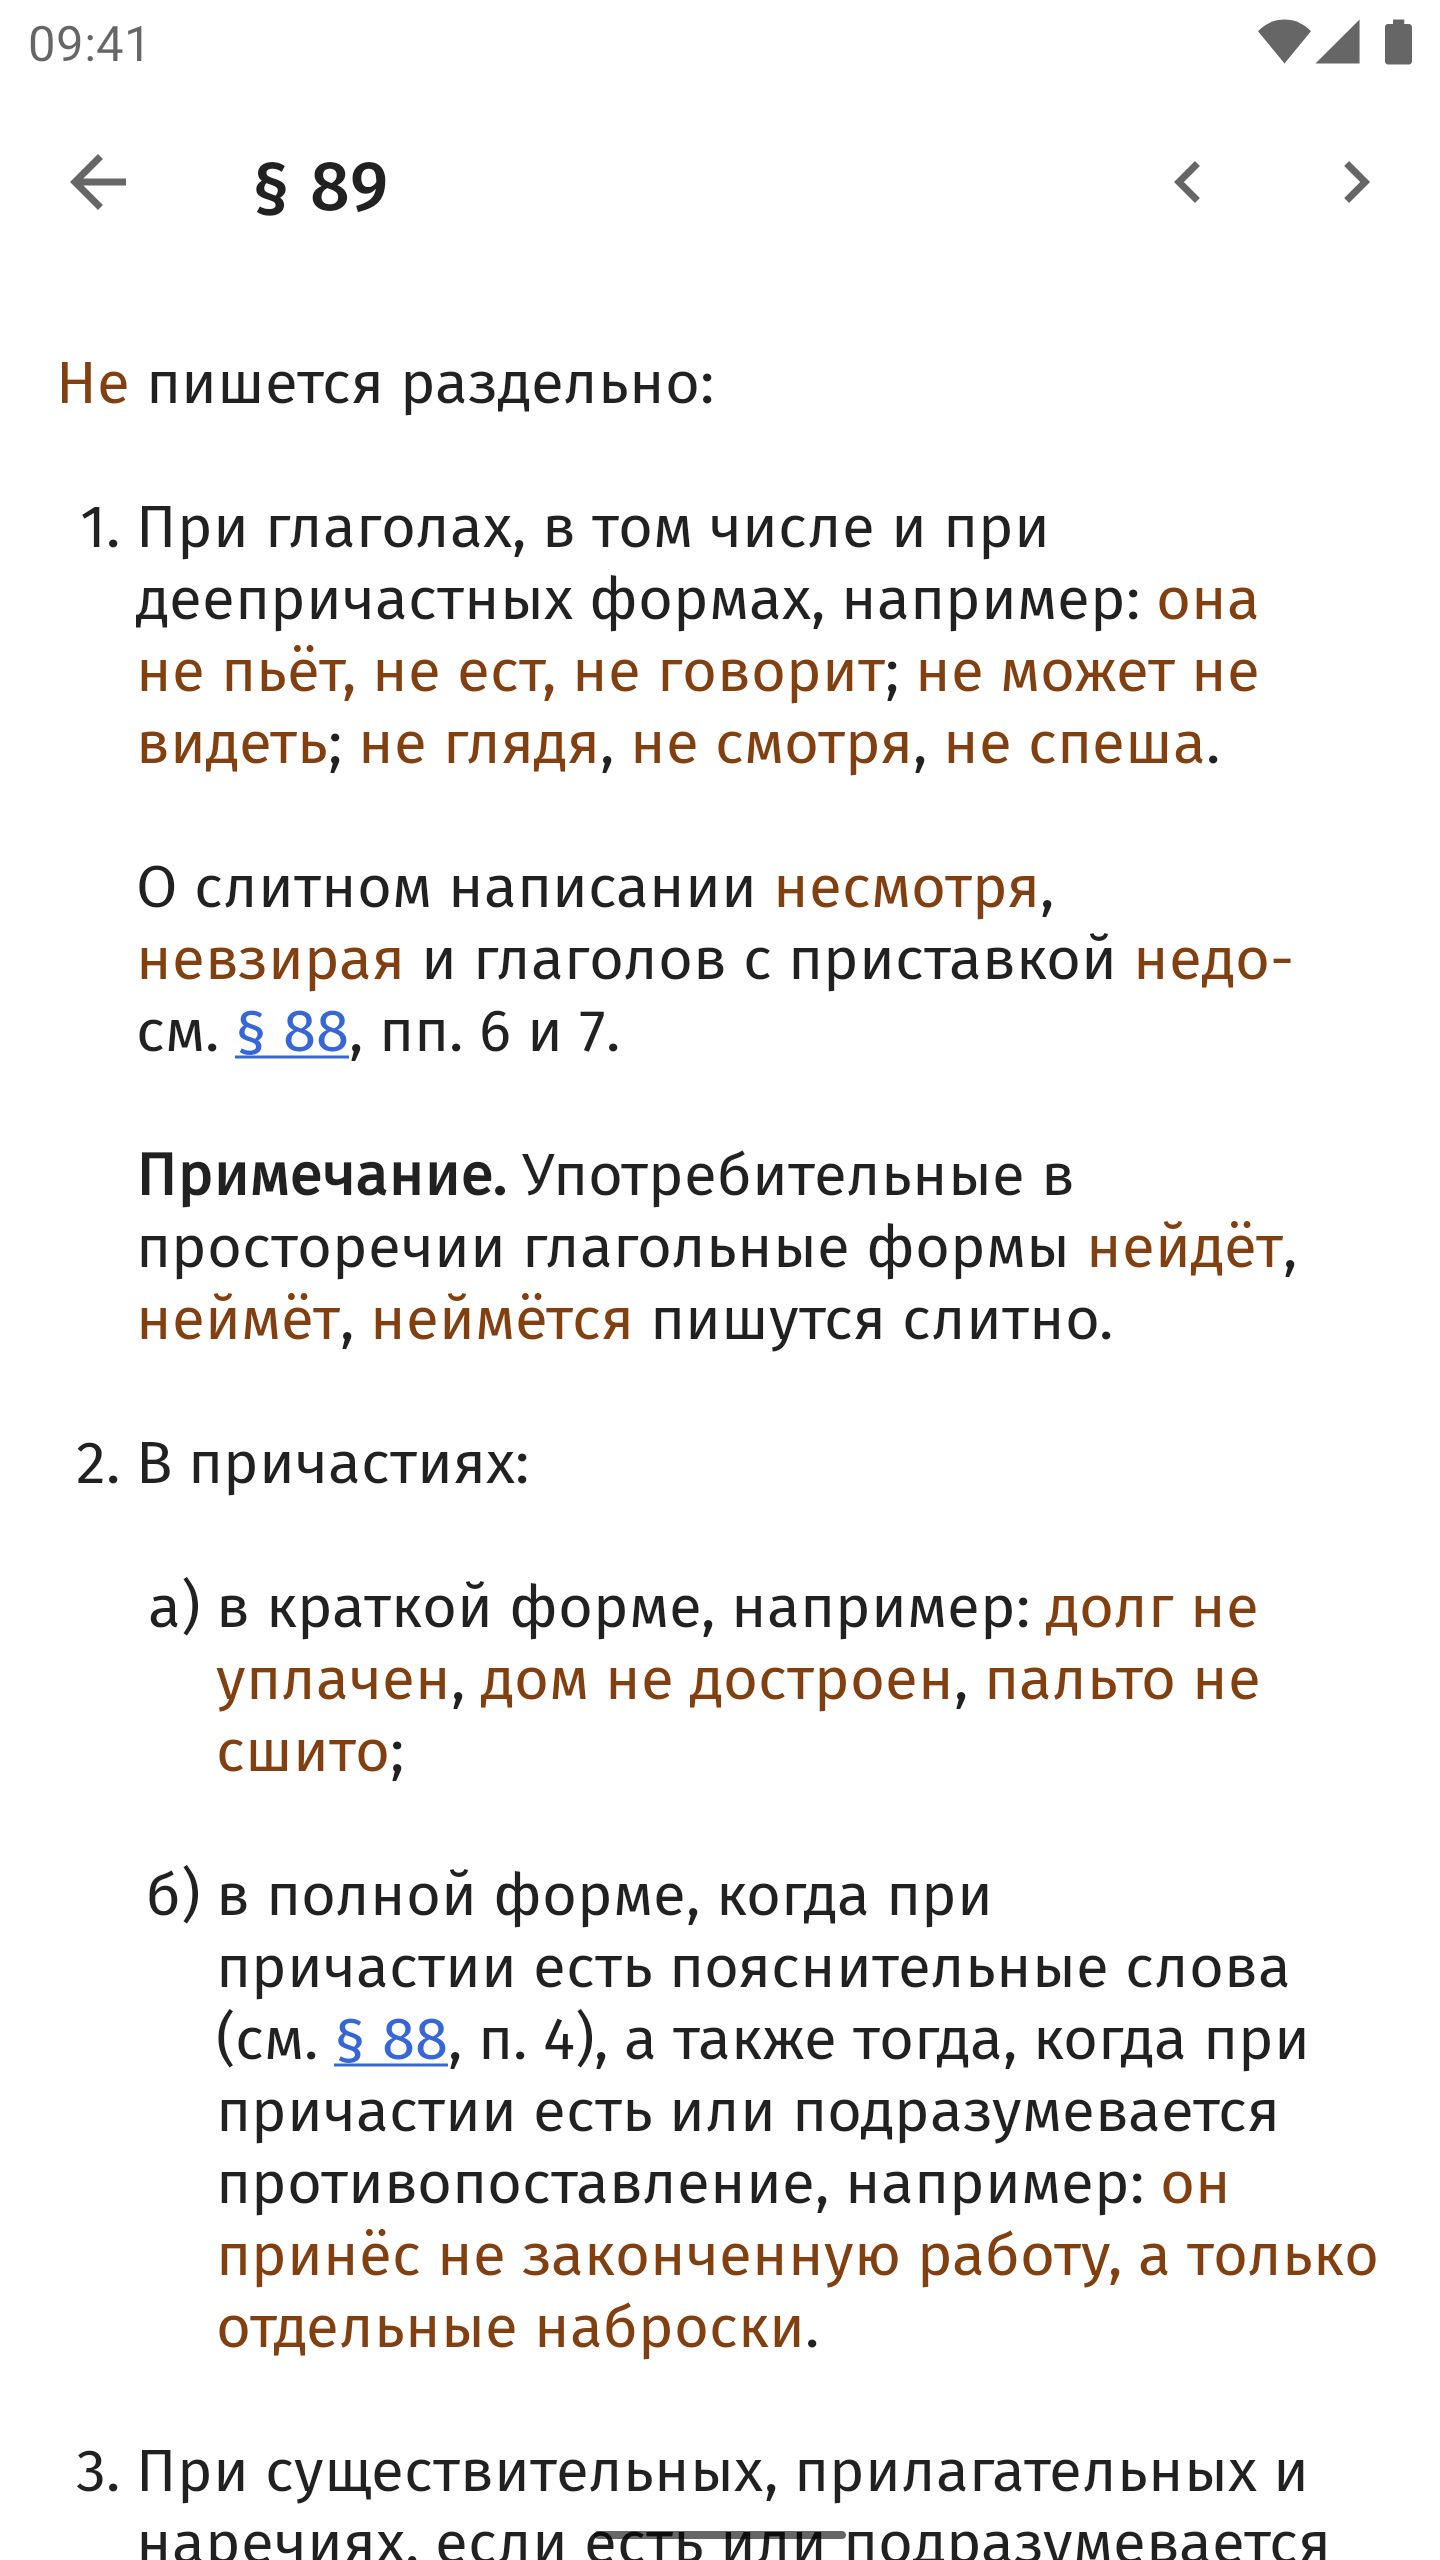 09:41
§ 89
Не пишется раздельно:
1. При глаголах, в том числе и при
деепричастных формах, например: она
не пьёт, не ест, не говорит; не может не
видеть; не глядя, не смотря, не спеша.
О слитном написании несмотря,
невзирая и глаголов с приставкой недо-
см. § 88, пп. 6 и 7.
Примечание. Употребительные в
просторечии глагольные формы нейдёт,
неймёт, неймётся пишутся слитно.
2. В причастиях:
а) в краткой форме, например: долг не
уплачен, дом не достроен, пальто не
сшито;
б) в полной форме, когда при
причастии есть пояснительные слова
(см. § 88, п. 4), а также тогда, когда при
причастии есть или подразумевается
противопоставление, например: он
принёс не законченную работу, а только
отдельные наброски.
3. При существительных, прилагательных и
наречиях, если есть или подразумевается